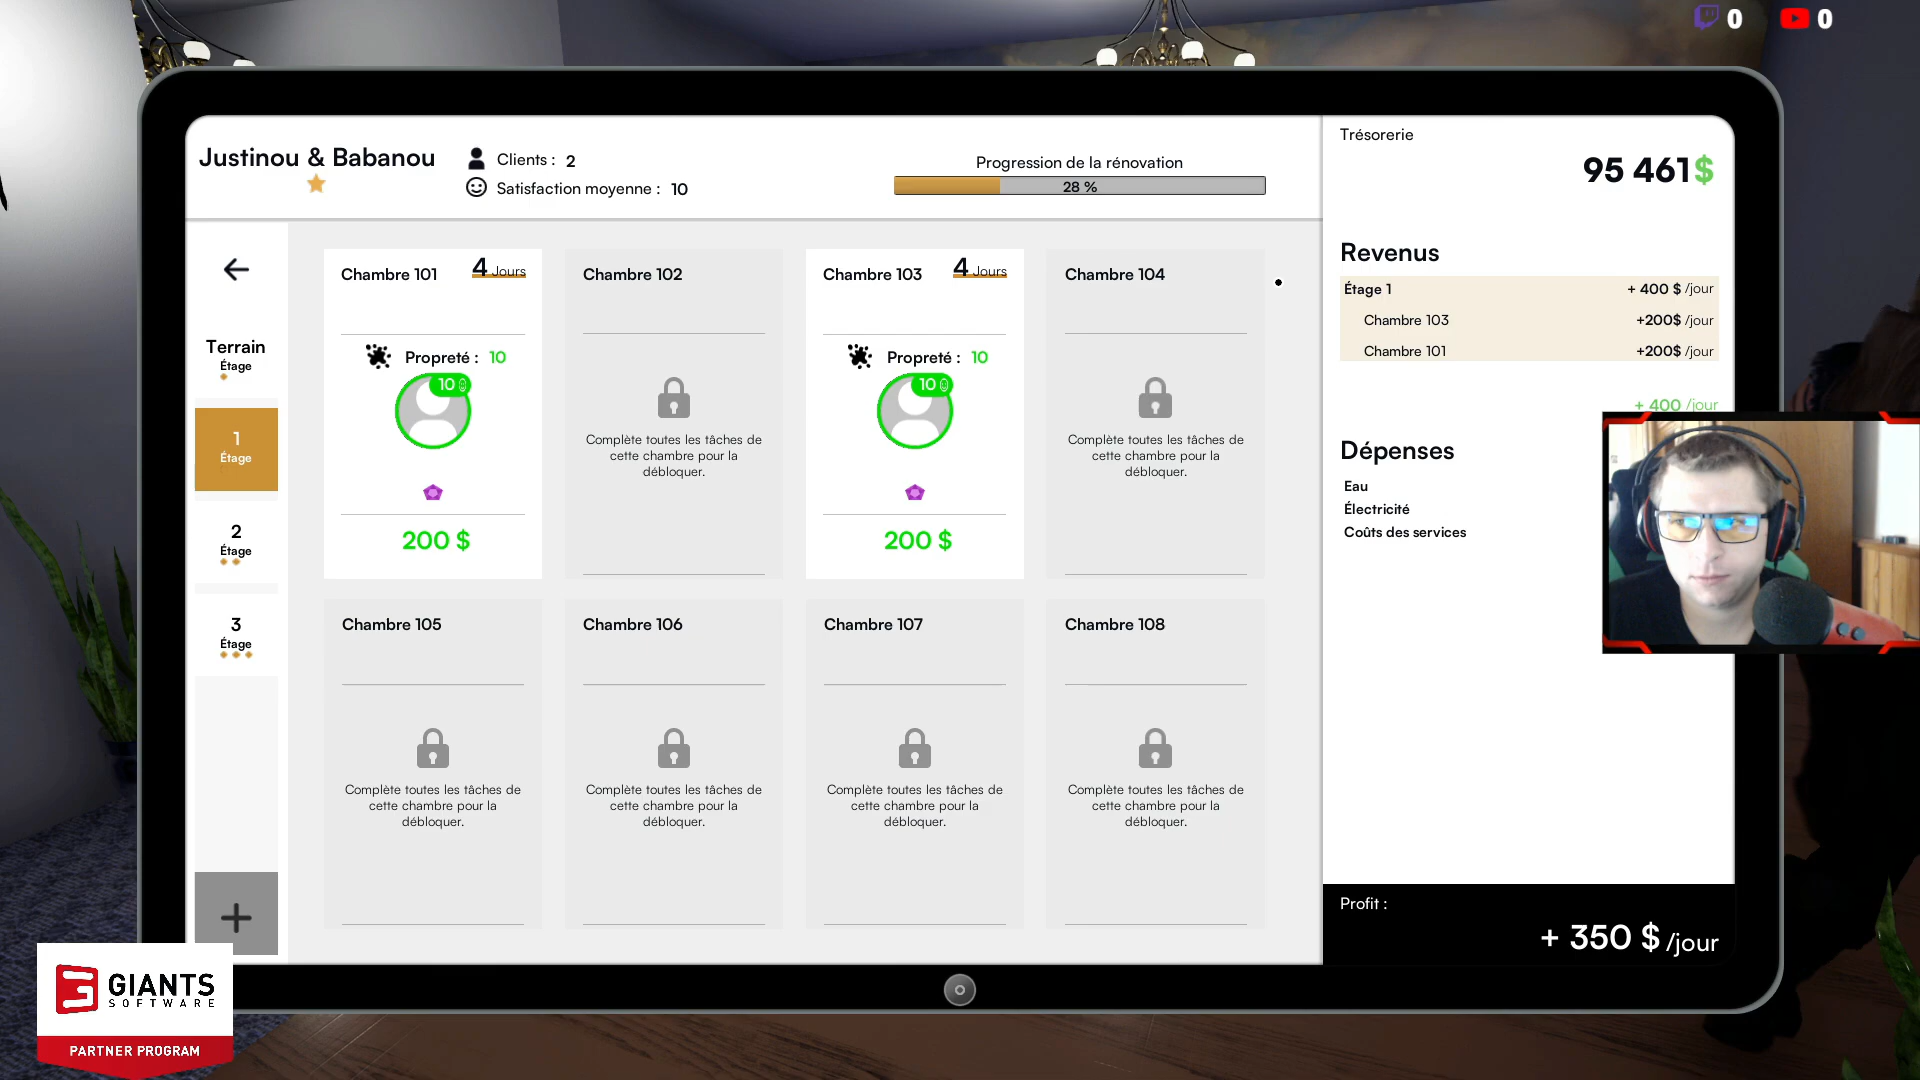 0 0
Justinou & Babanou
Clients : 2
Satisfaction moyenne : 10
Progression de la rénovation
28 %
Trésorerie
95 461 $
Terrain
Étage
1
Étage
2
Étage
3
Étage
+
Chambre 101 4 Jours
Propreté : 10
10
200 $
Chambre 102
Complète toutes les tâches de
cette chambre pour la
débloquer.
Chambre 103 4 Jours
Propreté : 10
10
200 $
Chambre 104
Complète toutes les tâches de
cette chambre pour la
débloquer.
Chambre 105
Complète toutes les tâches de
cette chambre pour la
débloquer.
Chambre 106
Complète toutes les tâches de
cette chambre pour la
débloquer.
Chambre 107
Complète toutes les tâches de
cette chambre pour la
débloquer.
Chambre 108
Complète toutes les tâches de
cette chambre pour la
débloquer.
Revenus
Étage 1 + 400 $ /jour
Chambre 103 +200$ /jour
Chambre 101 +200$ /jour
+ 400 /jour
Dépenses
Eau
Électricité
Coûts des services
Profit :
+ 350 $ /jour
GIANTS
SOFTWARE
PARTNER PROGRAM